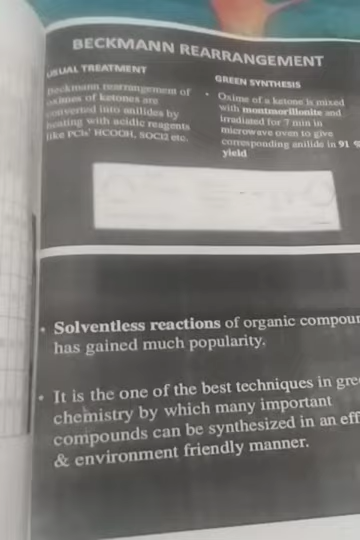 BECKMANN REARRANGEMENT
USUAL TREATMENT
Beckmann rearrangement of
oximes of ketones are
converted into anilides by
heating with acidic reagents
like PCl5' HCOOH, SOCl2 etc.
GREEN SYNTHESIS
• Oxime of a ketone is mixed
with montmorillonite and
irradiated for 7 min in
microwave oven to give
corresponding anilide in 91 %
yield
• Solventless reactions of organic compour
has gained much popularity.
• It is the one of the best techniques in gre
chemistry by which many important
compounds can be synthesized in an eff
& environment friendly manner.